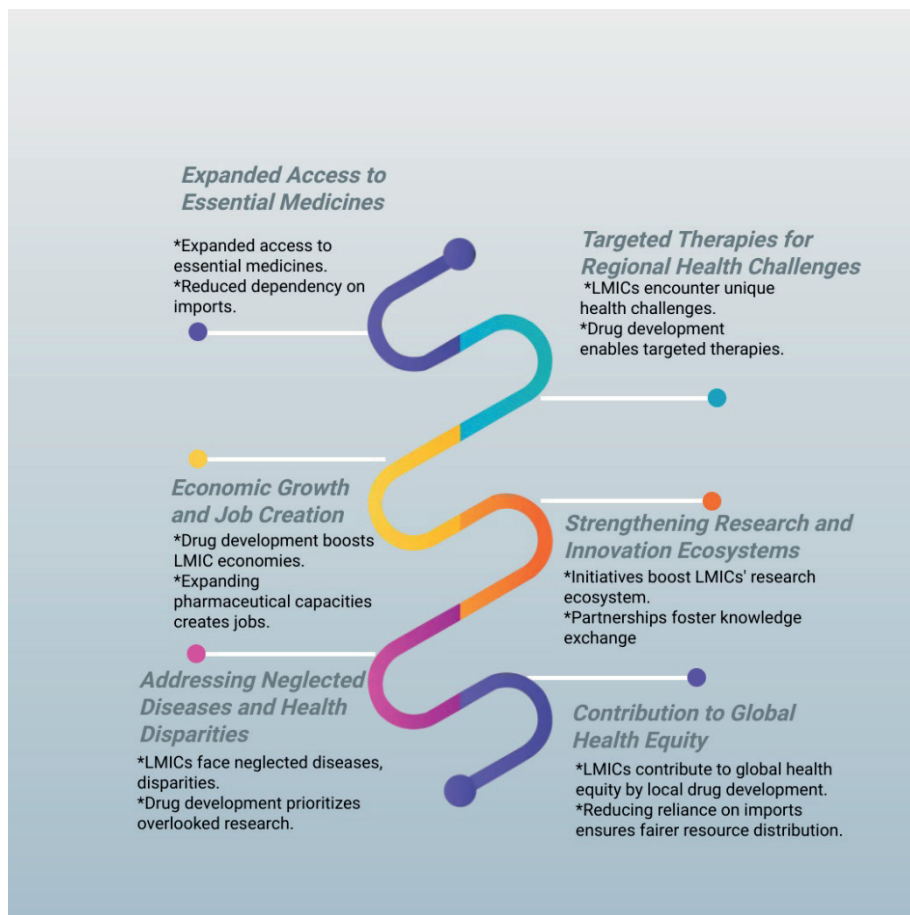 Expanded Access to
Essential Medicines
*Expanded access to
essential medicines.
*Reduced dependency on
imports.
Targeted Therapies for
Regional Health Challenges
*LMICs encounter unique
health challenges.
*Drug development
enables targeted therapies.
Economic Growth
and Job Creation
*Drug development boosts
LMIC economies.
*Expanding
pharmaceutical capacities
creates jobs.
Strengthening Research and
Innovation Ecosystems
*Initiatives boost LMICs' research
ecosystem.
*Partnerships foster knowledge
exchange
Addressing Neglected
Diseases and Health
Disparities
*LMICs face neglected diseases,
disparities.
*Drug development prioritizes
overlooked research.
Contribution to Global
Health Equity
*LMICs contribute to global health
equity by local drug development.
*Reducing reliance on imports
ensures fairer resource distribution.